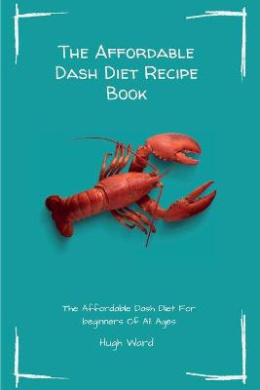 The Affordable
Dash Diet Recipe
Book
The Affordable Dash Diet For
beginners Of All Ages
Hugh Ward